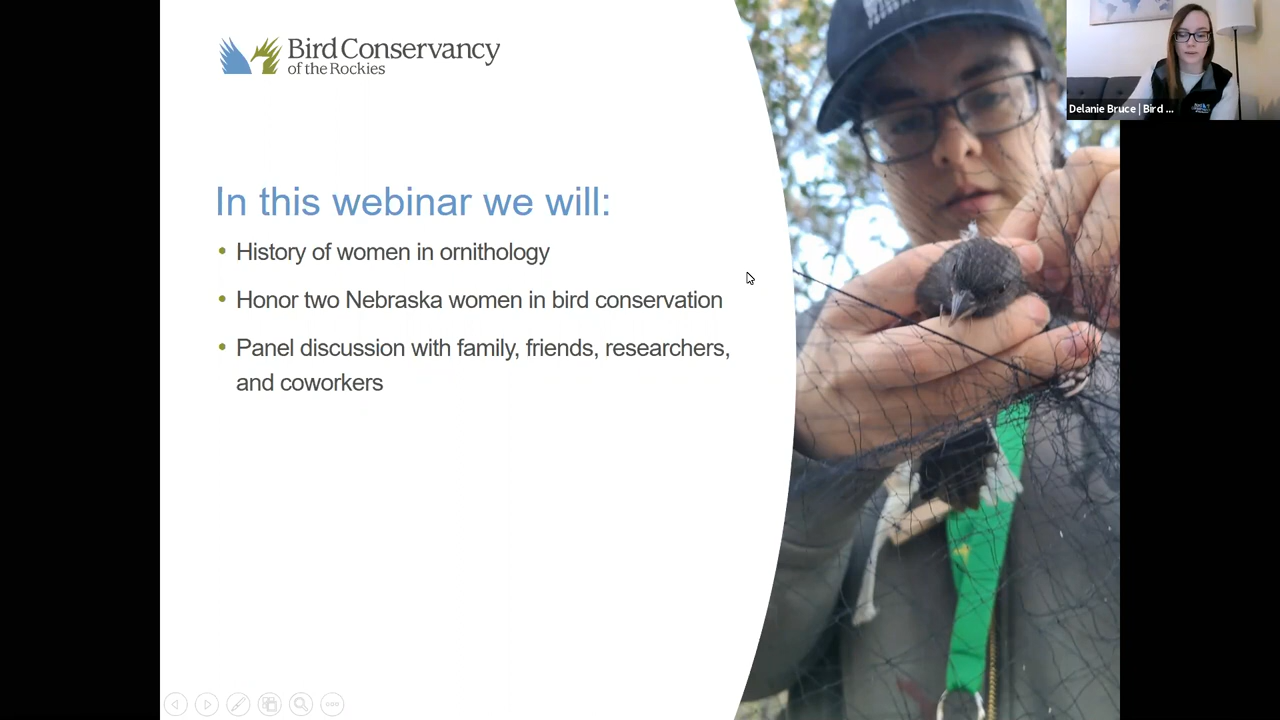 Bird Conservancy
of the Rockies
Delanie Bruce | Bird ...
In this webinar we will:
• History of women in ornithology
• Honor two Nebraska women in bird conservation
• Panel discussion with family, friends, researchers,
and coworkers